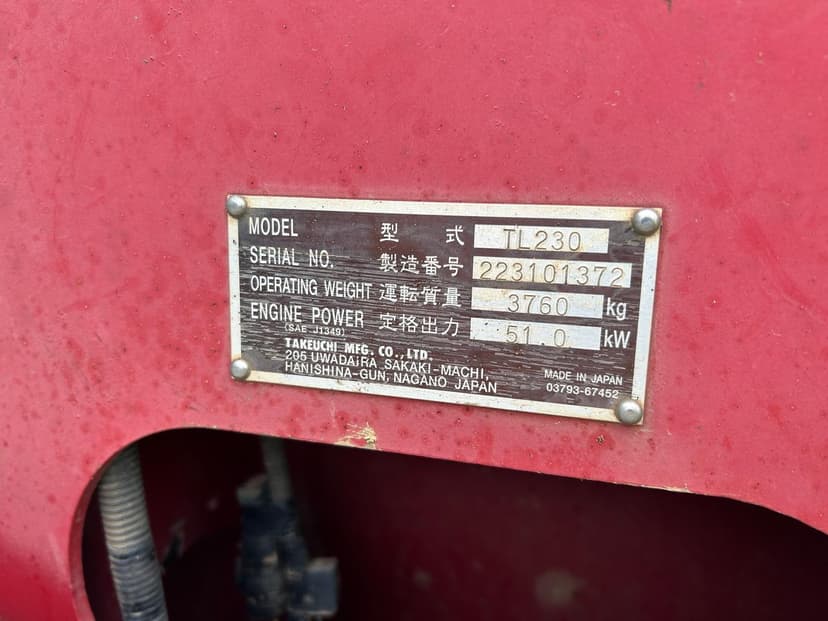 MODEL 型 式 TL230
SERIAL NO. 製造番号 223101372
OPERATING WEIGHT 運転質量 3760 kg
ENGINE POWER 定格出力 51.0 kW
(SAE J1349)
TAKEUCHI MFG. CO., LTD.
205 UWADAIRA SAKAKI-MACHI,
HANISHINA-GUN, NAGANO JAPAN
MADE IN JAPAN
03793-67452